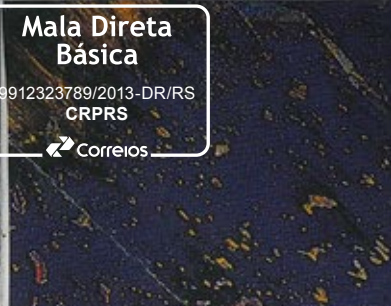 Mala Direta
Básica
9912323789/2013-DR/RS
CRPRS
Correios